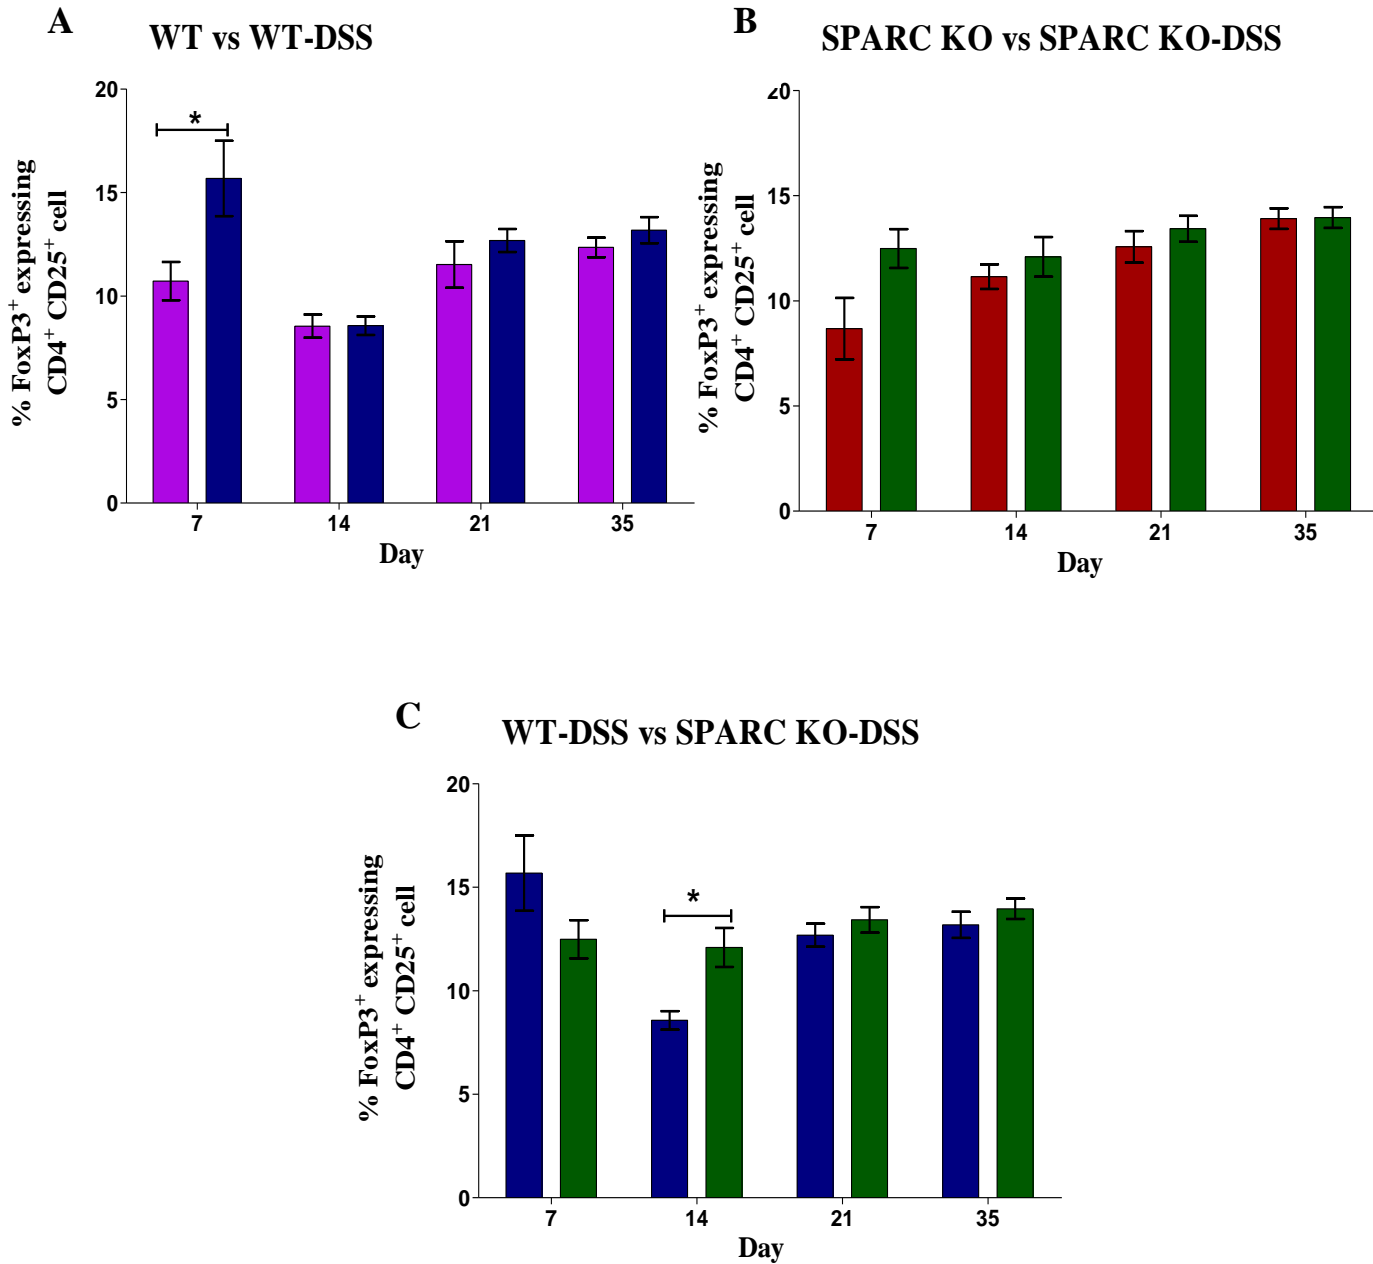 A
WT vs WT-DSS
% FoxP3+ expressing
CD4+ CD25+ cell
20
15
10
5
0
*
7 14 21 35
Day
B
SPARC KO vs SPARC KO-DSS
% FoxP3+ expressing
CD4+ CD25+ cell
20
15
10
5
0
7 14 21 35
Day
C
WT-DSS vs SPARC KO-DSS
% FoxP3+ expressing
CD4+ CD25+ cell
20
15
10
5
0
*
7 14 21 35
Day